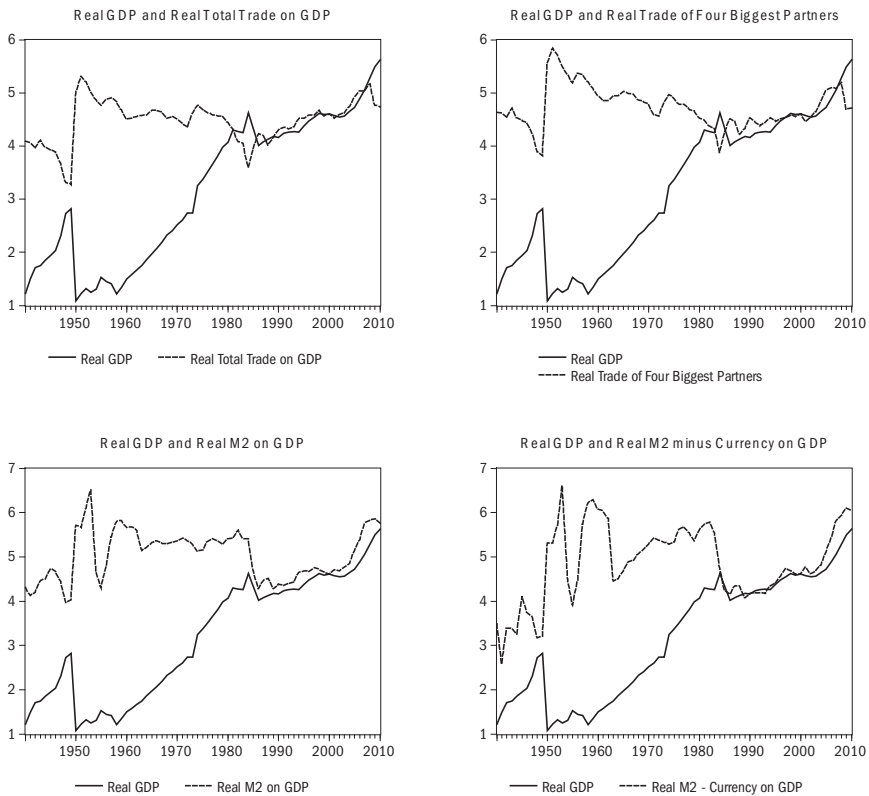 Real GDP and Real Total Trade on GDP
6
5
4
3
2
1
1950 1960 1970 1980 1990 2000 2010
Real GDP Real Total Trade on GDP
Real GDP and Real Trade of Four Biggest Partners
6
5
4
3
2
1
1950 1960 1970 1980 1990 2000 2010
Real GDP
Real Trade of Four Biggest Partners
Real GDP and Real M2 on GDP
7
6
5
4
3
2
1
1950 1960 1970 1980 1990 2000 2010
Real GDP Real M2 on GDP
Real GDP and Real M2 minus Currency on GDP
7
6
5
4
3
2
1
1950 1960 1970 1980 1990 2000 2010
Real GDP Real M2 - Currency on GDP